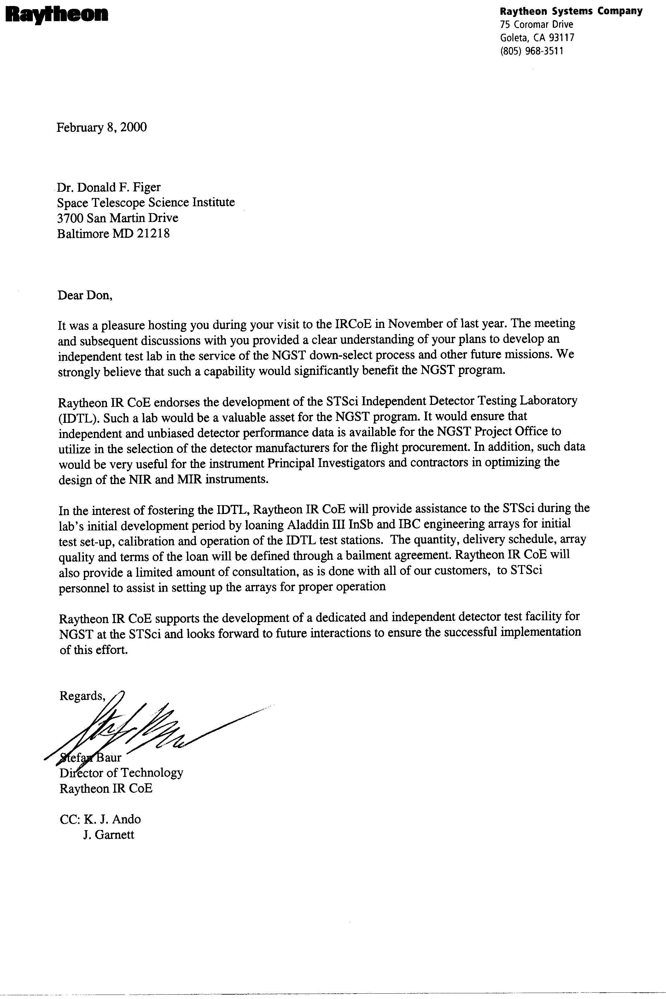 Raytheon
Raytheon Systems Company
75 Coromar Drive
Goleta, CA 93117
(805) 968-3511
February 8, 2000
Dr. Donald F. Figer
Space Telescope Science Institute
3700 San Martin Drive
Baltimore MD 21218
Dear Don,
It was a pleasure hosting you during your visit to the IRCoE in November of last year. The meeting
and subsequent discussions with you provided a clear understanding of your plans to develop an
independent test lab in the service of the NGST down-select process and other future missions. We
strongly believe that such a capability would significantly benefit the NGST program.
Raytheon IR CoE endorses the development of the STSci Independent Detector Testing Laboratory
(IDTL). Such a lab would be a valuable asset for the NGST program. It would ensure that
independent and unbiased detector performance data is available for the NGST Project Office to
utilize in the selection of the detector manufacturers for the flight procurement. In addition, such data
would be very useful for the instrument Principal Investigators and contractors in optimizing the
design of the NIR and MIR instruments.
In the interest of fostering the IDTL, Raytheon IR CoE will provide assistance to the STSci during the
lab's initial development period by loaning Aladdin III InSb and IBC engineering arrays for initial
test set-up, calibration and operation of the IDTL test stations.  The quantity, delivery schedule, array
quality and terms of the loan will be defined through a bailment agreement. Raytheon IR CoE will
also provide a limited amount of consultation, as is done with all of our customers,  to STSci
personnel to assist in setting up the arrays for proper operation
Raytheon IR CoE supports the development of a dedicated and independent detector test facility for
NGST at the STSci and looks forward to future interactions to ensure the successful implementation
of this effort.
Regards,
Stefan Baur
Director of Technology
Raytheon IR CoE
CC: K. J. Ando
J. Garnett